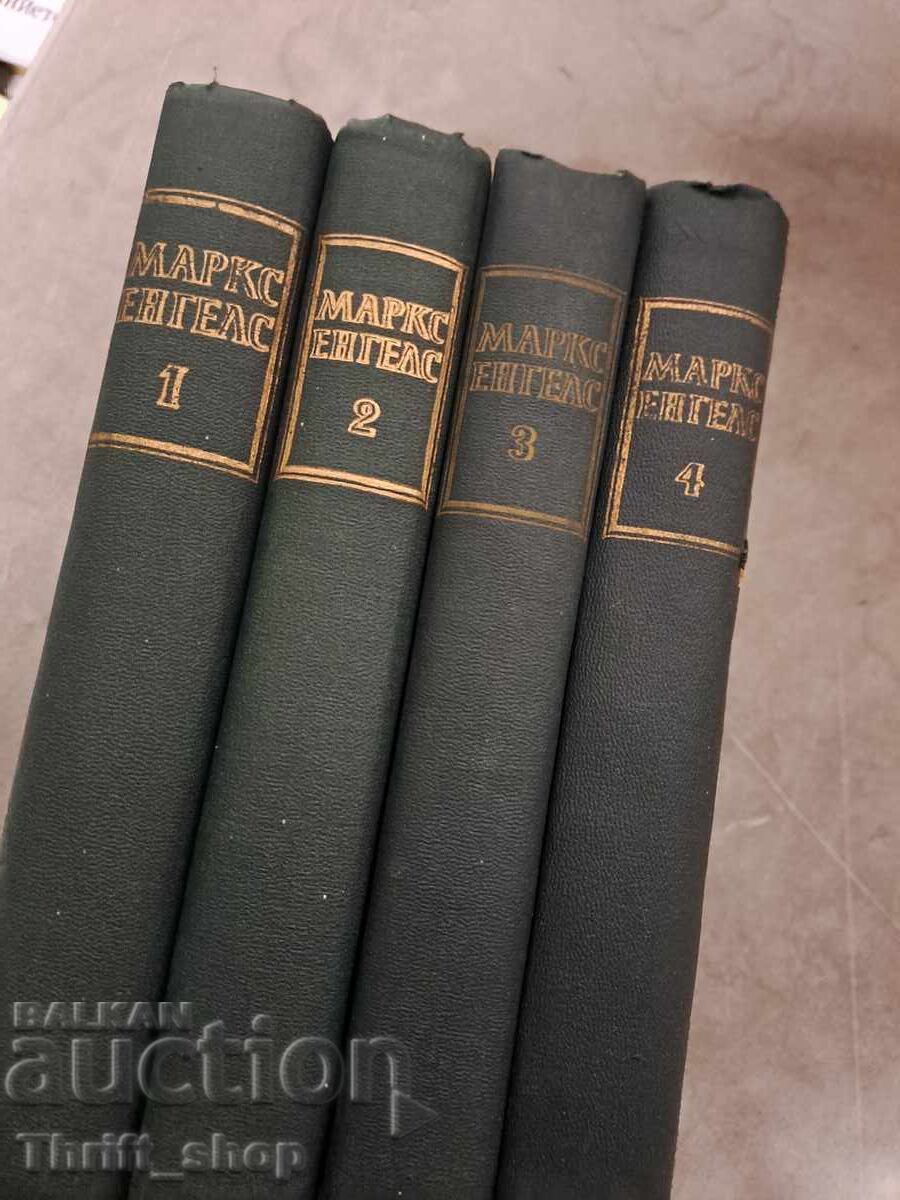 МАРКС
ЕНГЕЛС
1
МАРКС
ЕНГЕЛС
2
МАРКС
ЕНГЕЛС
3
МАРКС
ЕНГЕЛС
4
BALKAN
auction
Thrift_shop